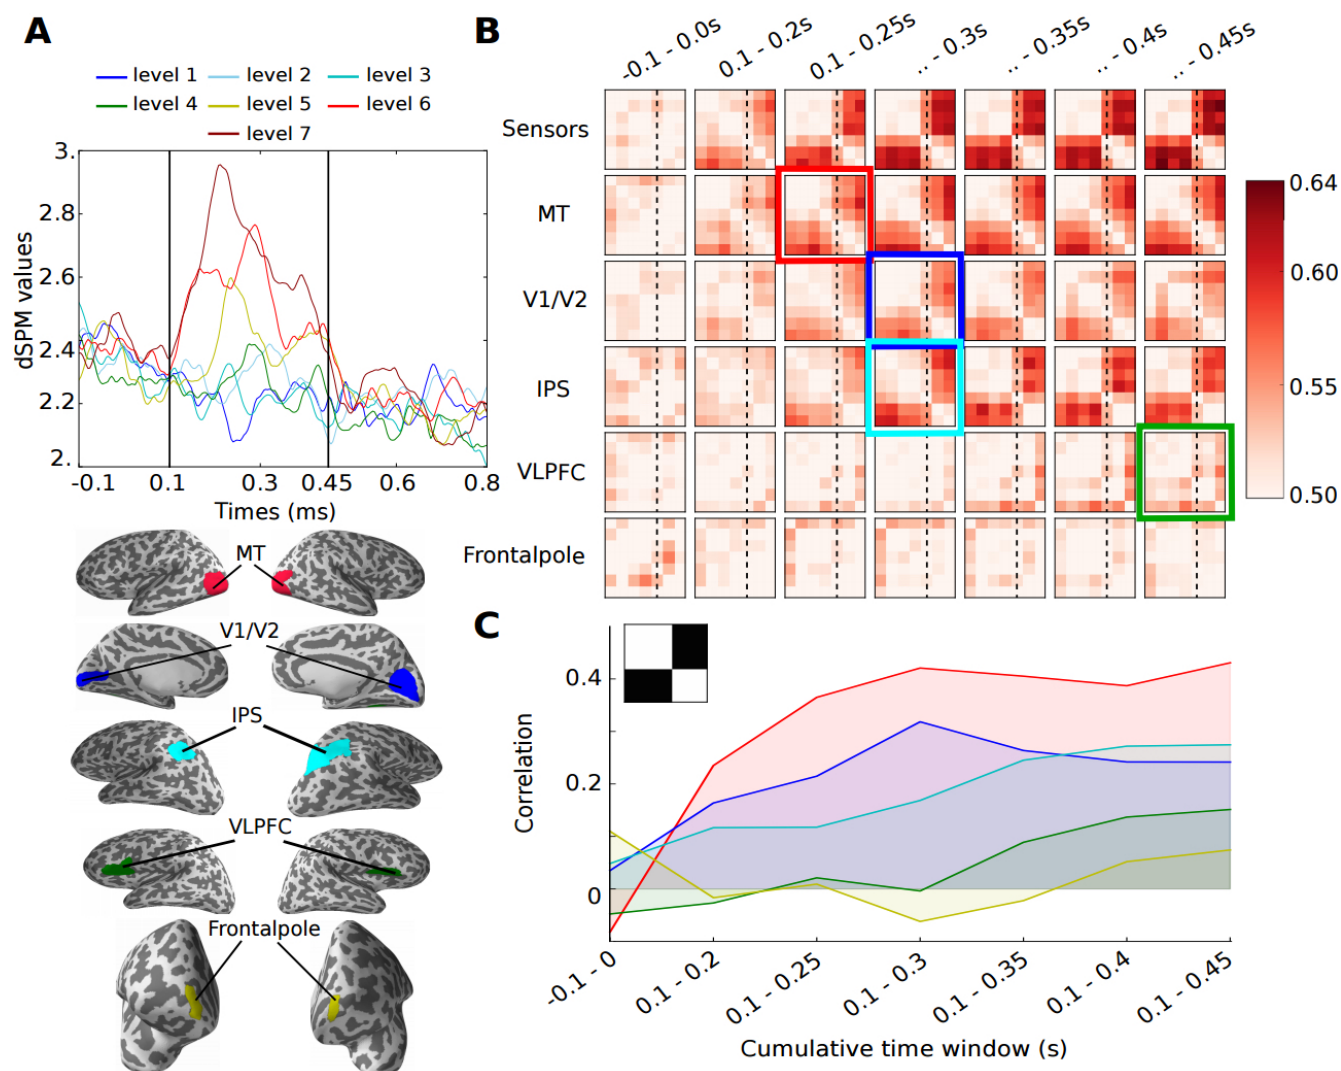 A
level 1 level 2 level 3
level 4 level 5 level 6
level 7
3.
2.8
2.6
2.4
2.2
2.
dSPM values
-0.1 0.1 0.3 0.45 0.8
Times (ms)
MT
V1/V2
IPS
VLPFC
Frontalpole
B
-0.1 - 0.0s 0.1 - 0.2s 0.1 - 0.25s .. - 0.3s .. - 0.35s .. - 0.4s .. - 0.45s
Sensors
MT
V1/V2
IPS
VLPFC
Frontalpole
0.64
0.60
0.55
0.50
C
0.4
0.2
0
Correlation
-0.1 - 0 0.1 - 0.2 0.1 - 0.25 0.1 - 0.3 0.1 - 0.35 0.1 - 0.4 0.1 - 0.45
Cumulative time window (s)